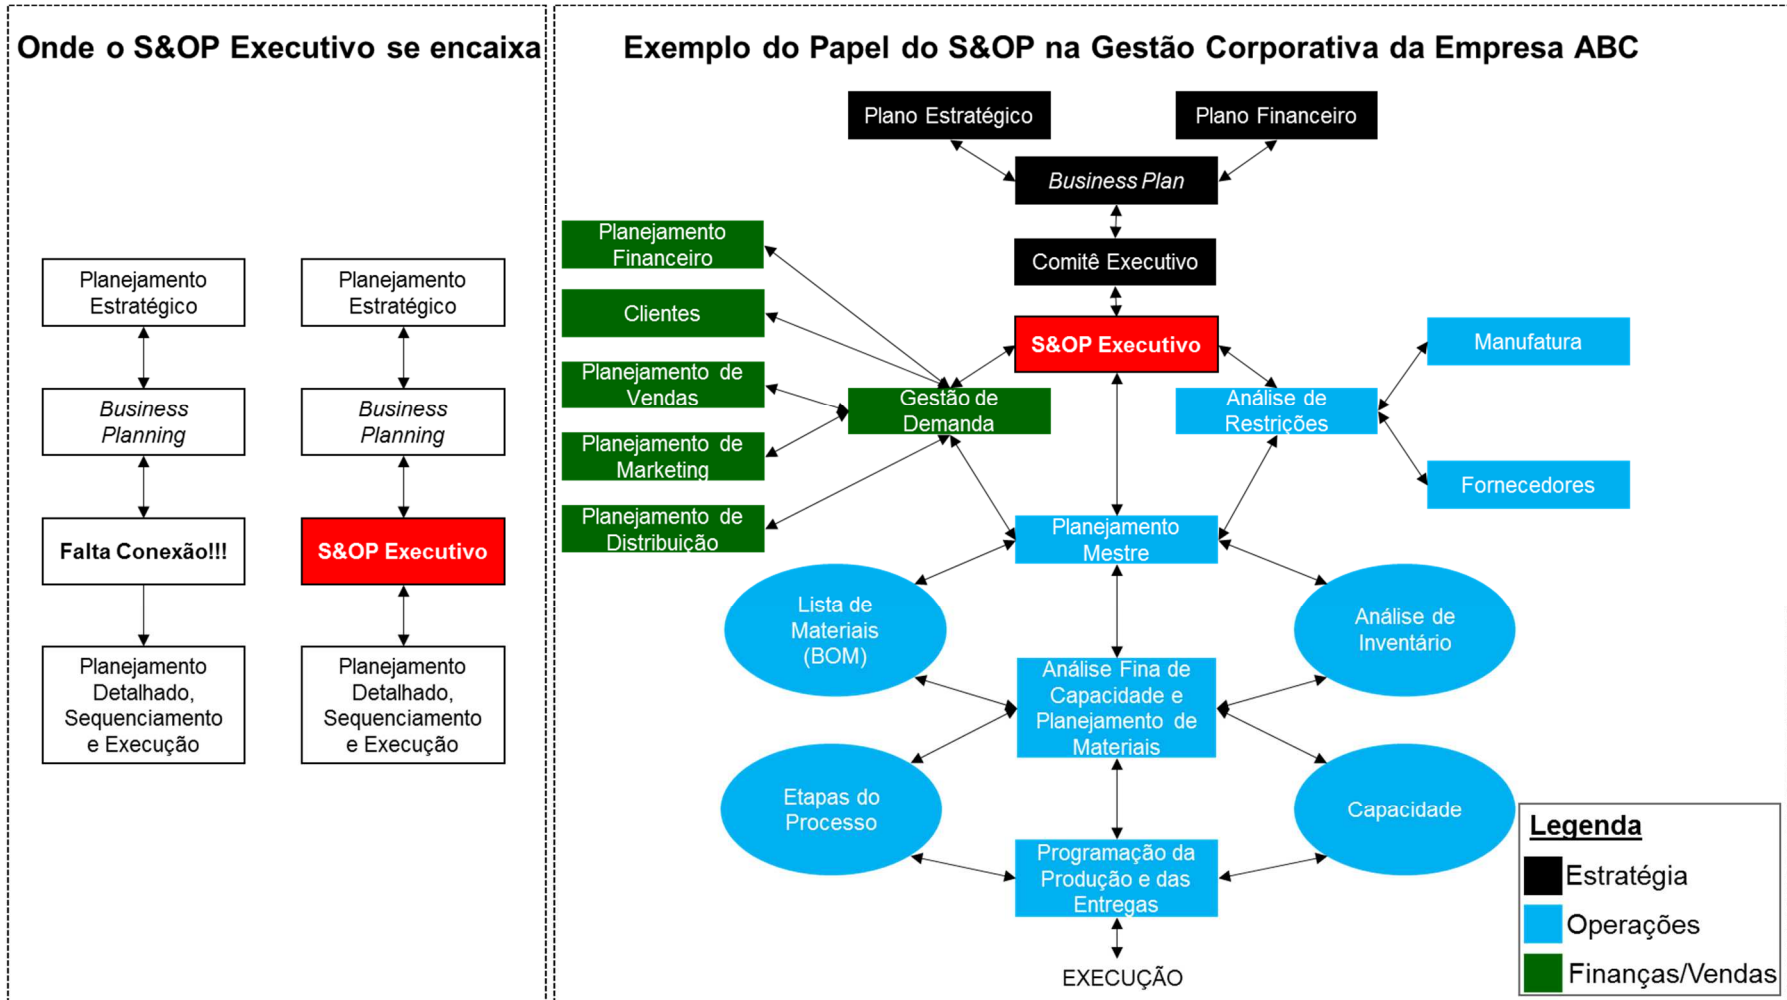 Onde o S&OP Executivo se encaixa
Planejamento
Estratégico
Business
Planning
Falta Conexão!!!
Planejamento
Detalhado,
Sequenciamento
e Execução
Planejamento
Estratégico
Business
Planning
S&OP Executivo
Planejamento
Detalhado,
Sequenciamento
e Execução
Exemplo do Papel do S&OP na Gestão Corporativa da Empresa ABC
Plano Estratégico
Plano Financeiro
Business Plan
Comitê Executivo
S&OP Executivo
Planejamento
Financeiro
Clientes
Planejamento de
Vendas
Planejamento de
Marketing
Planejamento de
Distribuição
Gestão de
Demanda
Análise de
Restrições
Manufatura
Fornecedores
Planejamento
Mestre
Lista de
Materiais
(BOM)
Análise de
Inventário
Análise Fina de
Capacidade e
Planejamento de
Materiais
Etapas do
Processo
Capacidade
Programação da
Produção e das
Entregas
EXECUÇÃO
Legenda
Estratégia
Operações
Finanças/Vendas